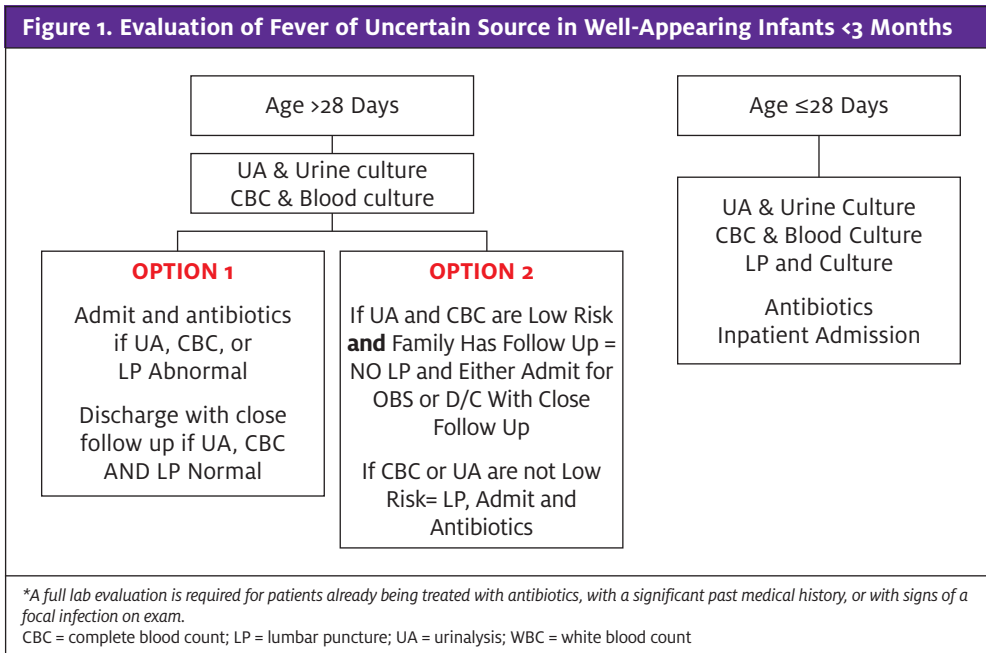 Figure 1. Evaluation of Fever of Uncertain Source in Well-Appearing Infants <3 Months
Age >28 Days
UA & Urine culture
CBC & Blood culture
OPTION 1
Admit and antibiotics
if UA, CBC, or
LP Abnormal
Discharge with close
follow up if UA, CBC
AND LP Normal
OPTION 2
If UA and CBC are Low Risk
and Family Has Follow Up =
NO LP and Either Admit for
OBS or D/C With Close
Follow Up
If CBC or UA are not Low
Risk= LP, Admit and
Antibiotics
Age ≤28 Days
UA & Urine Culture
CBC & Blood Culture
LP and Culture
Antibiotics
Inpatient Admission
*A full lab evaluation is required for patients already being treated with antibiotics, with a significant past medical history, or with signs of a
focal infection on exam.
CBC = complete blood count; LP = lumbar puncture; UA = urinalysis; WBC = white blood count